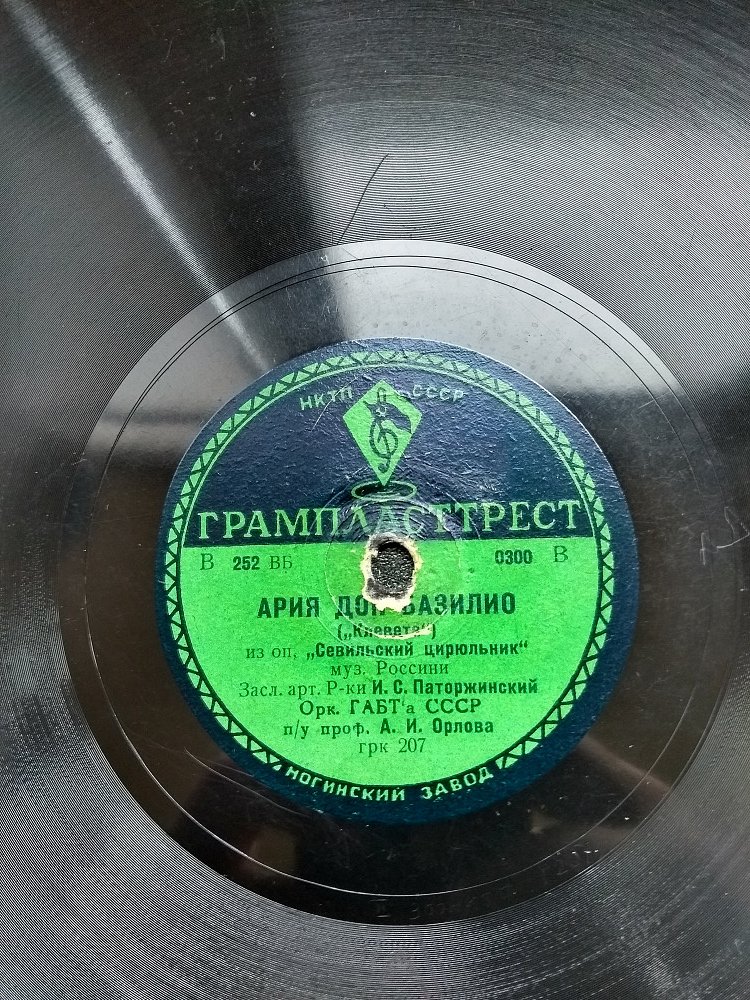 НКТП СССР
ГРАМПЛАСТТРЕСТ
В 252 ВБ 0300 В
АРИЯ ДОН БАЗИЛИО
(„Клевета“)
из оп. „Севильский цирюльник“
муз. Россини
Засл. арт. Р-ки И. С. Паторжинский
Орк. ГАБТ'а СССР
п/у проф. А. И. Орлова
грк 207
НОГИНСКИЙ ЗАВОД